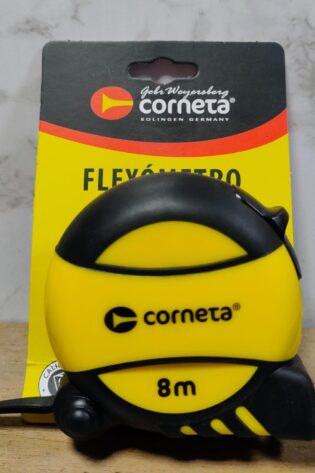 Gebr Weyersberg
corneta®
SOLINGEN GERMANY
FLEXÓMETRO
corneta®
8m